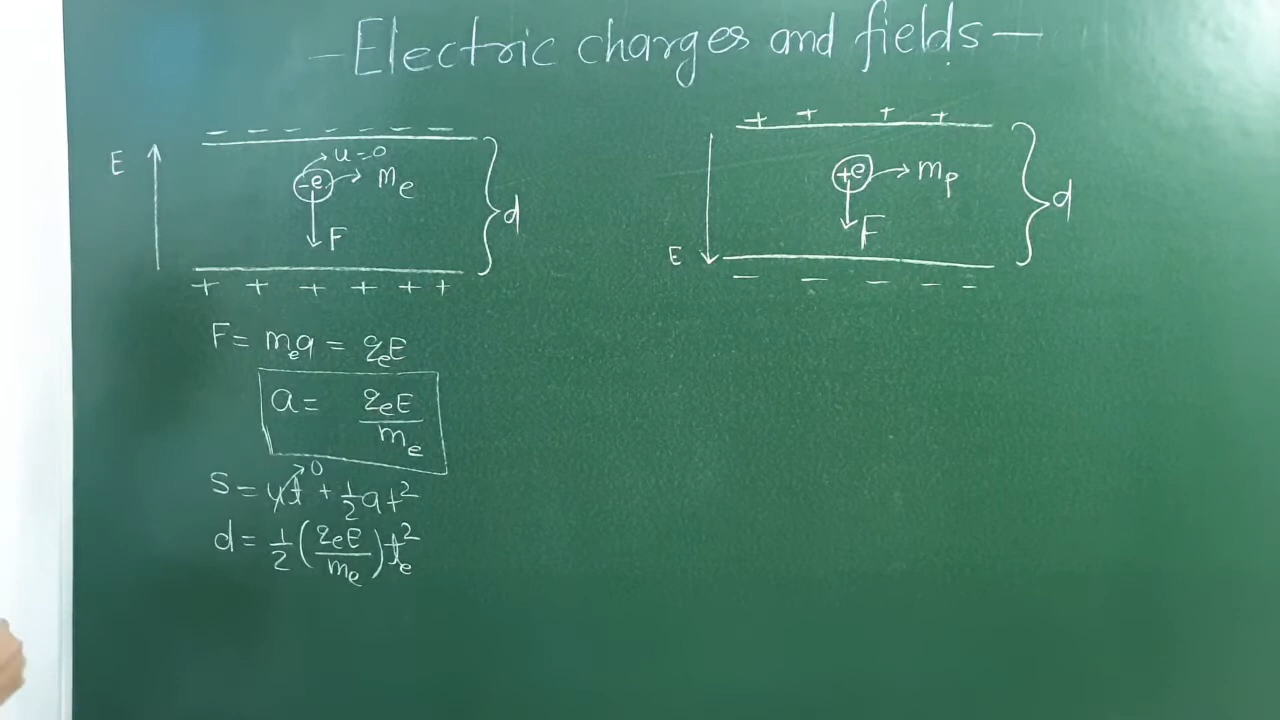 — Electric charges and fields —
− − − − − − −
E
u=0
-e
mₑ
F
d
+ + + + + +
+ + + +
+e
mₚ
F
d
E
− − − − −
F = mₑa = qₑE
a = qₑE/mₑ
S = ut→0 + 1/2 at²
d = 1/2 (qₑE/mₑ) tₑ²